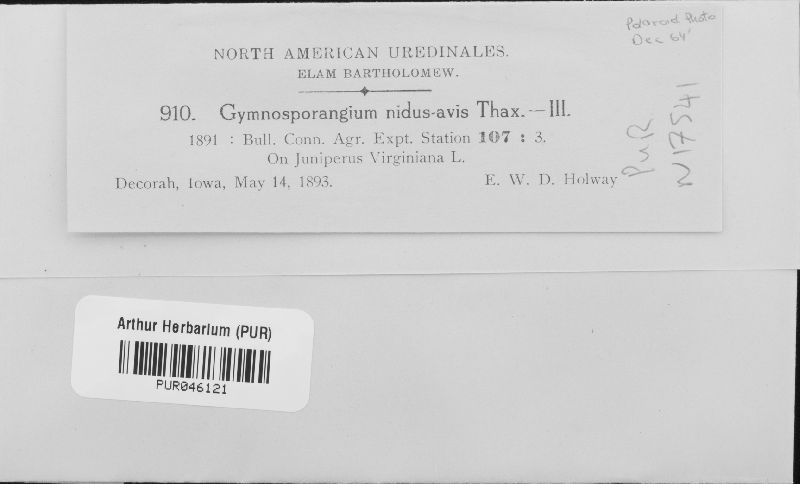 Polaroid Photo
Dec 64'
NORTH AMERICAN UREDINALES.
ELAM BARTHOLOMEW.
910. Gymnosporangium nidus-avis Thax.—III.
1891 : Bull. Conn. Agr. Expt. Station 107 : 3.
On Juniperus Virginiana L.
Decorah, Iowa, May 14, 1893. E. W. D. Holway
PUR
N17541
Arthur Herbarium (PUR)
PUR046121